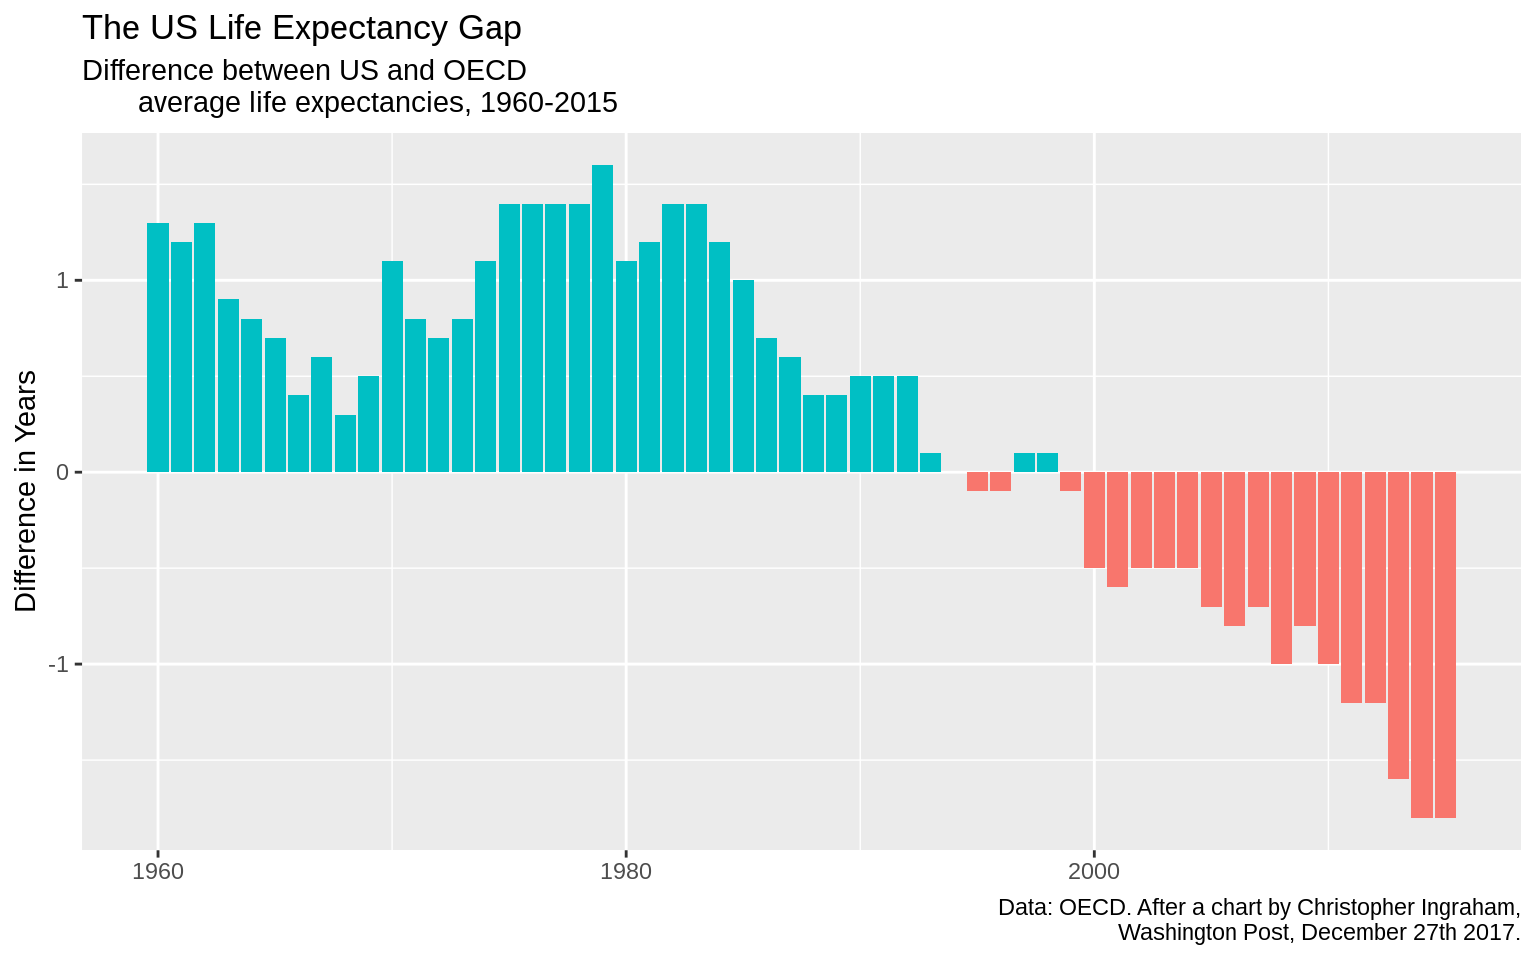 The US Life Expectancy Gap
Difference between US and OECD
average life expectancies, 1960-2015
Difference in Years
1
0
-1
1960
1980
2000
Data: OECD. After a chart by Christopher Ingraham,
Washington Post, December 27th 2017.